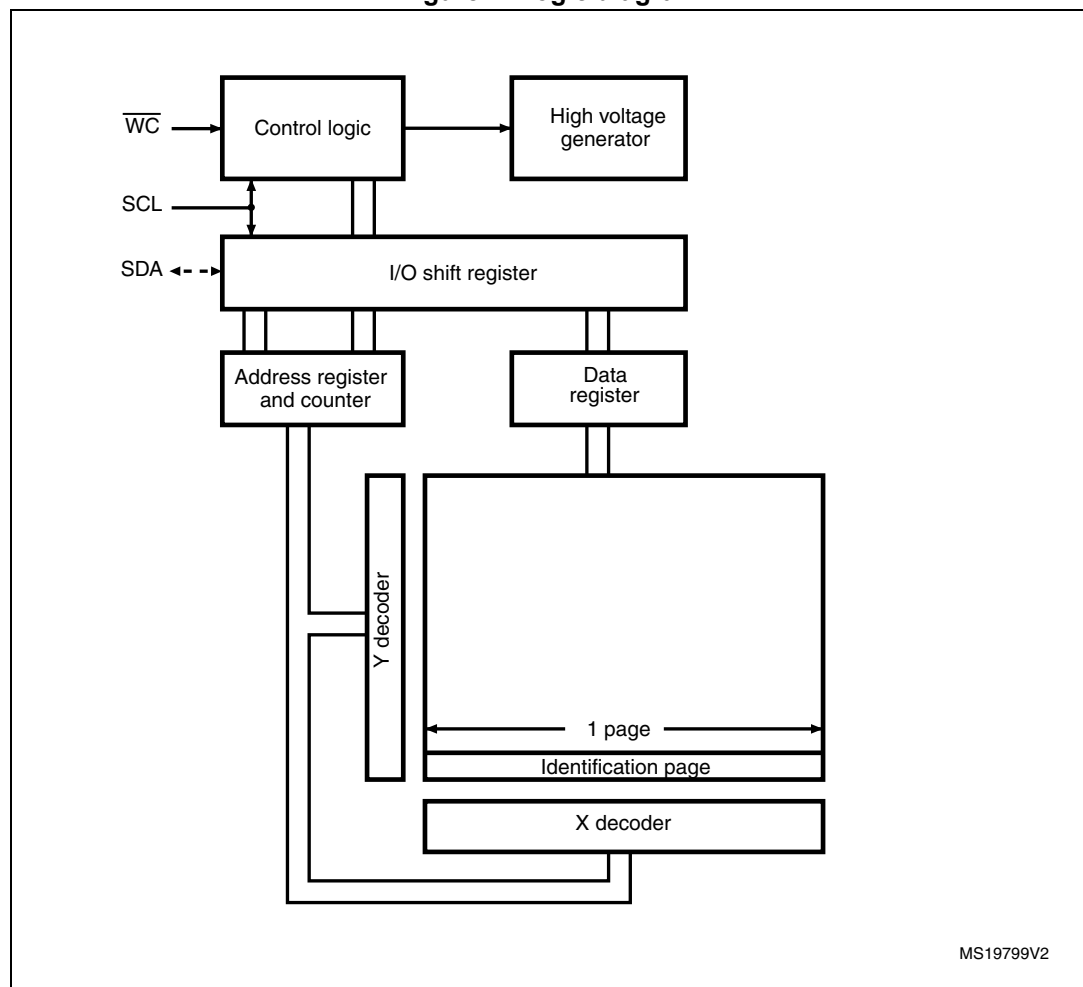 WC
Control logic
High voltage
generator
SCL
SDA
I/O shift register
Address register
and counter
Data
register
Y decoder
1 page
Identification page
X decoder
MS19799V2